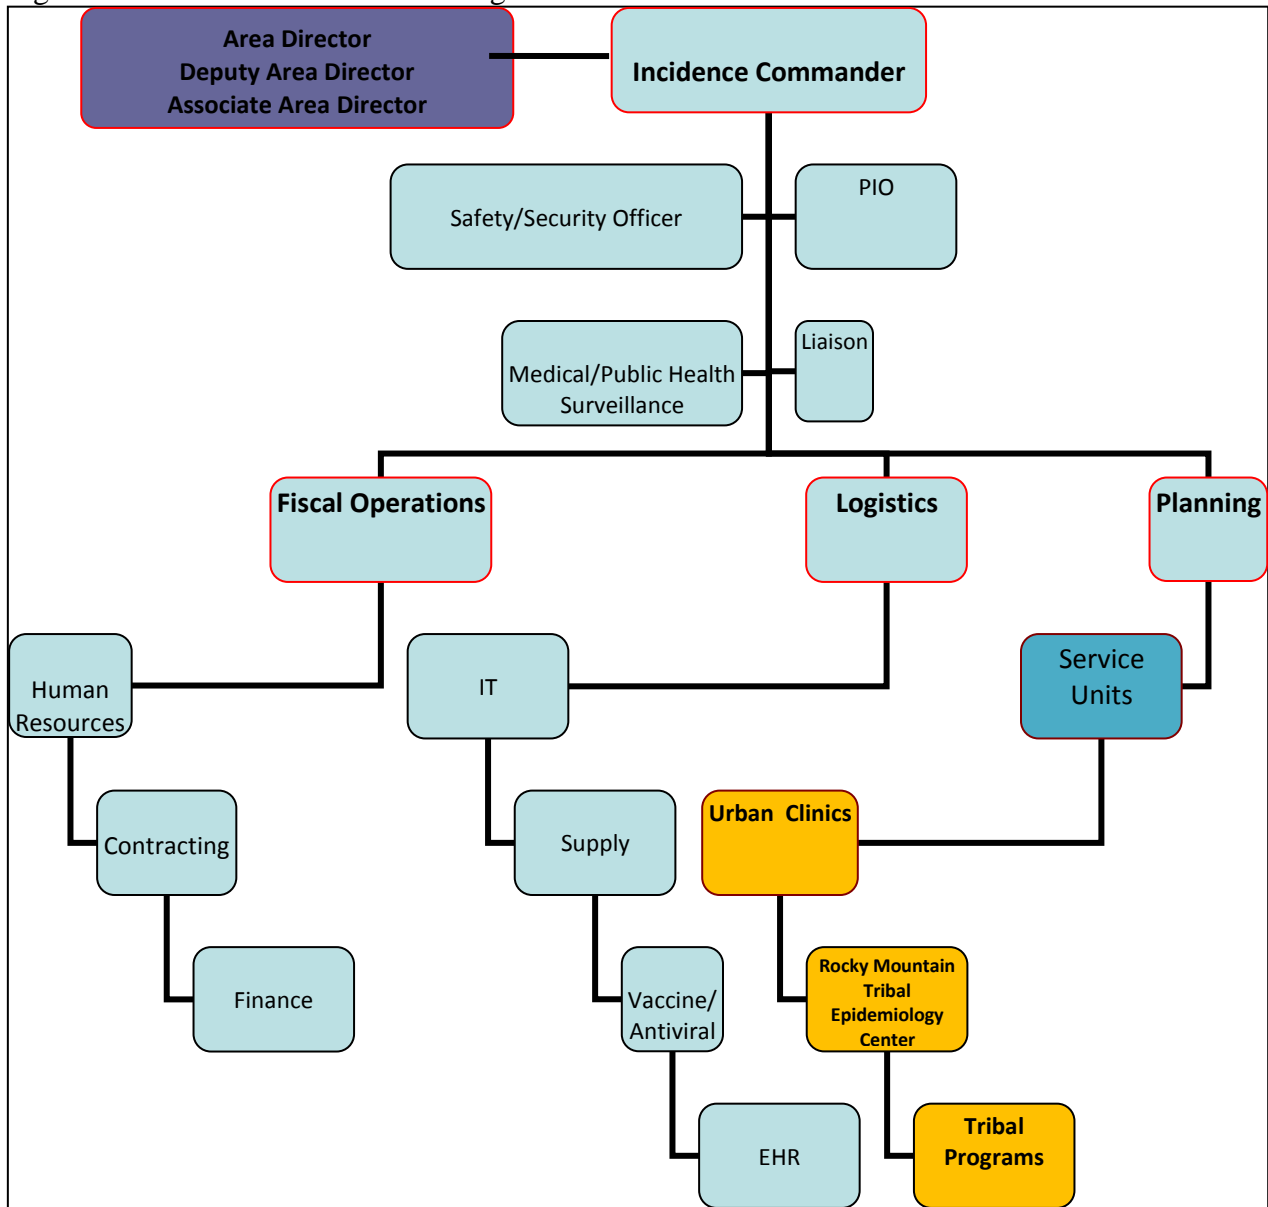 Area Director
Deputy Area Director
Associate Area Director
Incidence Commander
Safety/Security Officer
PIO
Medical/Public Health
Surveillance
Liaison
Fiscal Operations
Logistics
Planning
Human
Resources
IT
Service
Units
Contracting
Supply
Urban Clinics
Finance
Vaccine/
Antiviral
Rocky Mountain
Tribal
Epidemiology
Center
EHR
Tribal
Programs